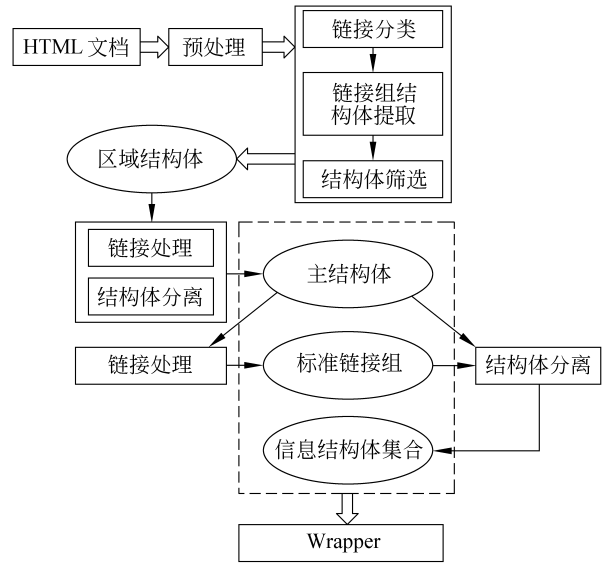 HTML 文档
预处理
链接分类
链接组结
构体提取
结构体筛选
区域结构体
链接处理
结构体分离
主结构体
链接处理
标准链接组
结构体分离
信息结构体集合
Wrapper